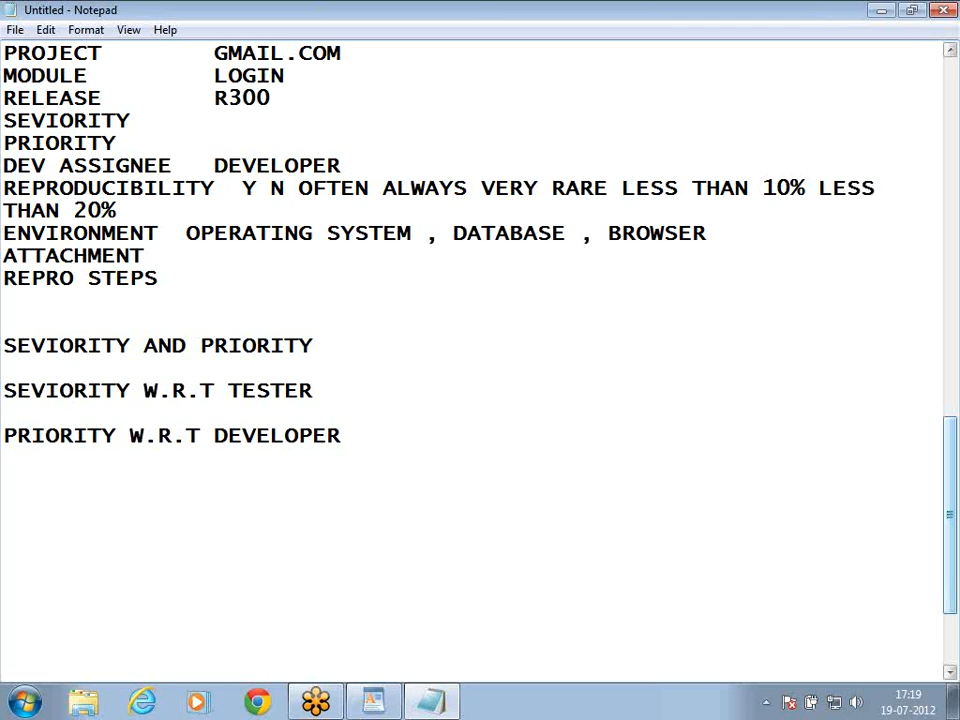 Untitled - Notepad
File Edit Format View Help
PROJECT GMAIL.COM
MODULE LOGIN
RELEASE R300
SEVIORITY
PRIORITY
DEV ASSIGNEE DEVELOPER
REPRODUCIBILITY Y N OFTEN ALWAYS VERY RARE LESS THAN 10% LESS
THAN 20%
ENVIRONMENT OPERATING SYSTEM , DATABASE , BROWSER
ATTACHMENT
REPRO STEPS
SEVIORITY AND PRIORITY
SEVIORITY W.R.T TESTER
PRIORITY W.R.T DEVELOPER
17:19
19-07-2012